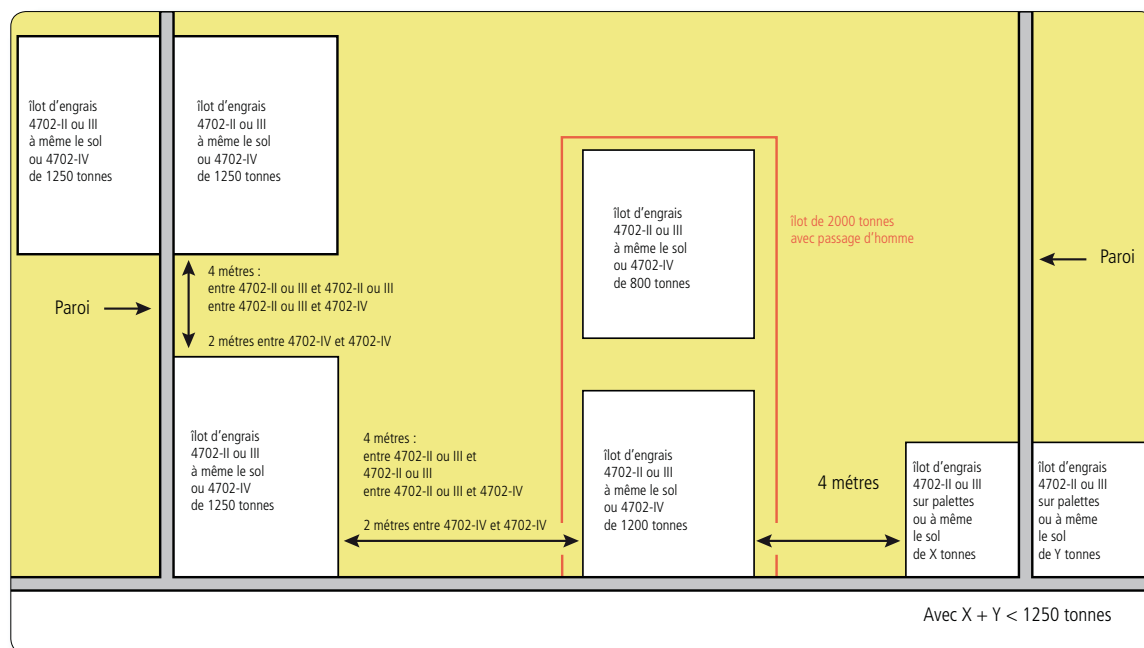 îlot d'engrais
4702-II ou III
à même le sol
ou 4702-IV
de 1250 tonnes
îlot d'engrais
4702-II ou III
à même le sol
ou 4702-IV
de 1250 tonnes
îlot d'engrais
4702-II ou III
à même le sol
ou 4702-IV
de 800 tonnes
îlot de 2000 tonnes
avec passage d'homme
Paroi
4 métres :
entre 4702-II ou III et 4702-II ou III
entre 4702-II ou III et 4702-IV
2 métres entre 4702-IV et 4702-IV
Paroi
îlot d'engrais
4702-II ou III
à même le sol
ou 4702-IV
de 1250 tonnes
4 métres :
entre 4702-II ou III et
4702-II ou III
entre 4702-II ou III et 4702-IV
2 métres entre 4702-IV et 4702-IV
îlot d'engrais
4702-II ou III
à même le sol
ou 4702-IV
de 1200 tonnes
4 métres
îlot d'engrais
4702-II ou III
sur palettes
ou à même
le sol
de X tonnes
îlot d'engrais
4702-II ou III
sur palettes
ou à même
le sol
de Y tonnes
Avec X + Y < 1250 tonnes